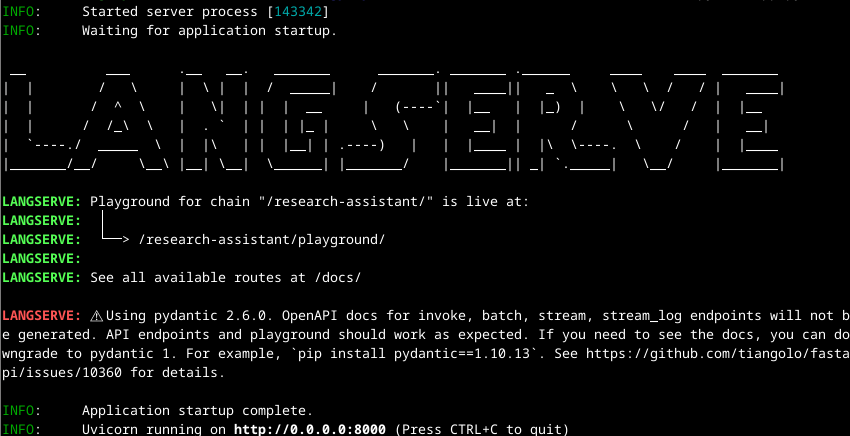 INFO:     Started server process [143342]
INFO:     Waiting for application startup.
LANGSERVE
LANGSERVE: Playground for chain "/research-assistant/" is live at:
LANGSERVE:  │
LANGSERVE:  └──> /research-assistant/playground/
LANGSERVE:
LANGSERVE: See all available routes at /docs/
LANGSERVE: ⚠️Using pydantic 2.6.0. OpenAPI docs for invoke, batch, stream, stream_log endpoints will not b
e generated. API endpoints and playground should work as expected. If you need to see the docs, you can do
wngrade to pydantic 1. For example, `pip install pydantic==1.10.13`. See https://github.com/tiangolo/fasta
pi/issues/10360 for details.
INFO:     Application startup complete.
INFO:     Uvicorn running on http://0.0.0.0:8000 (Press CTRL+C to quit)